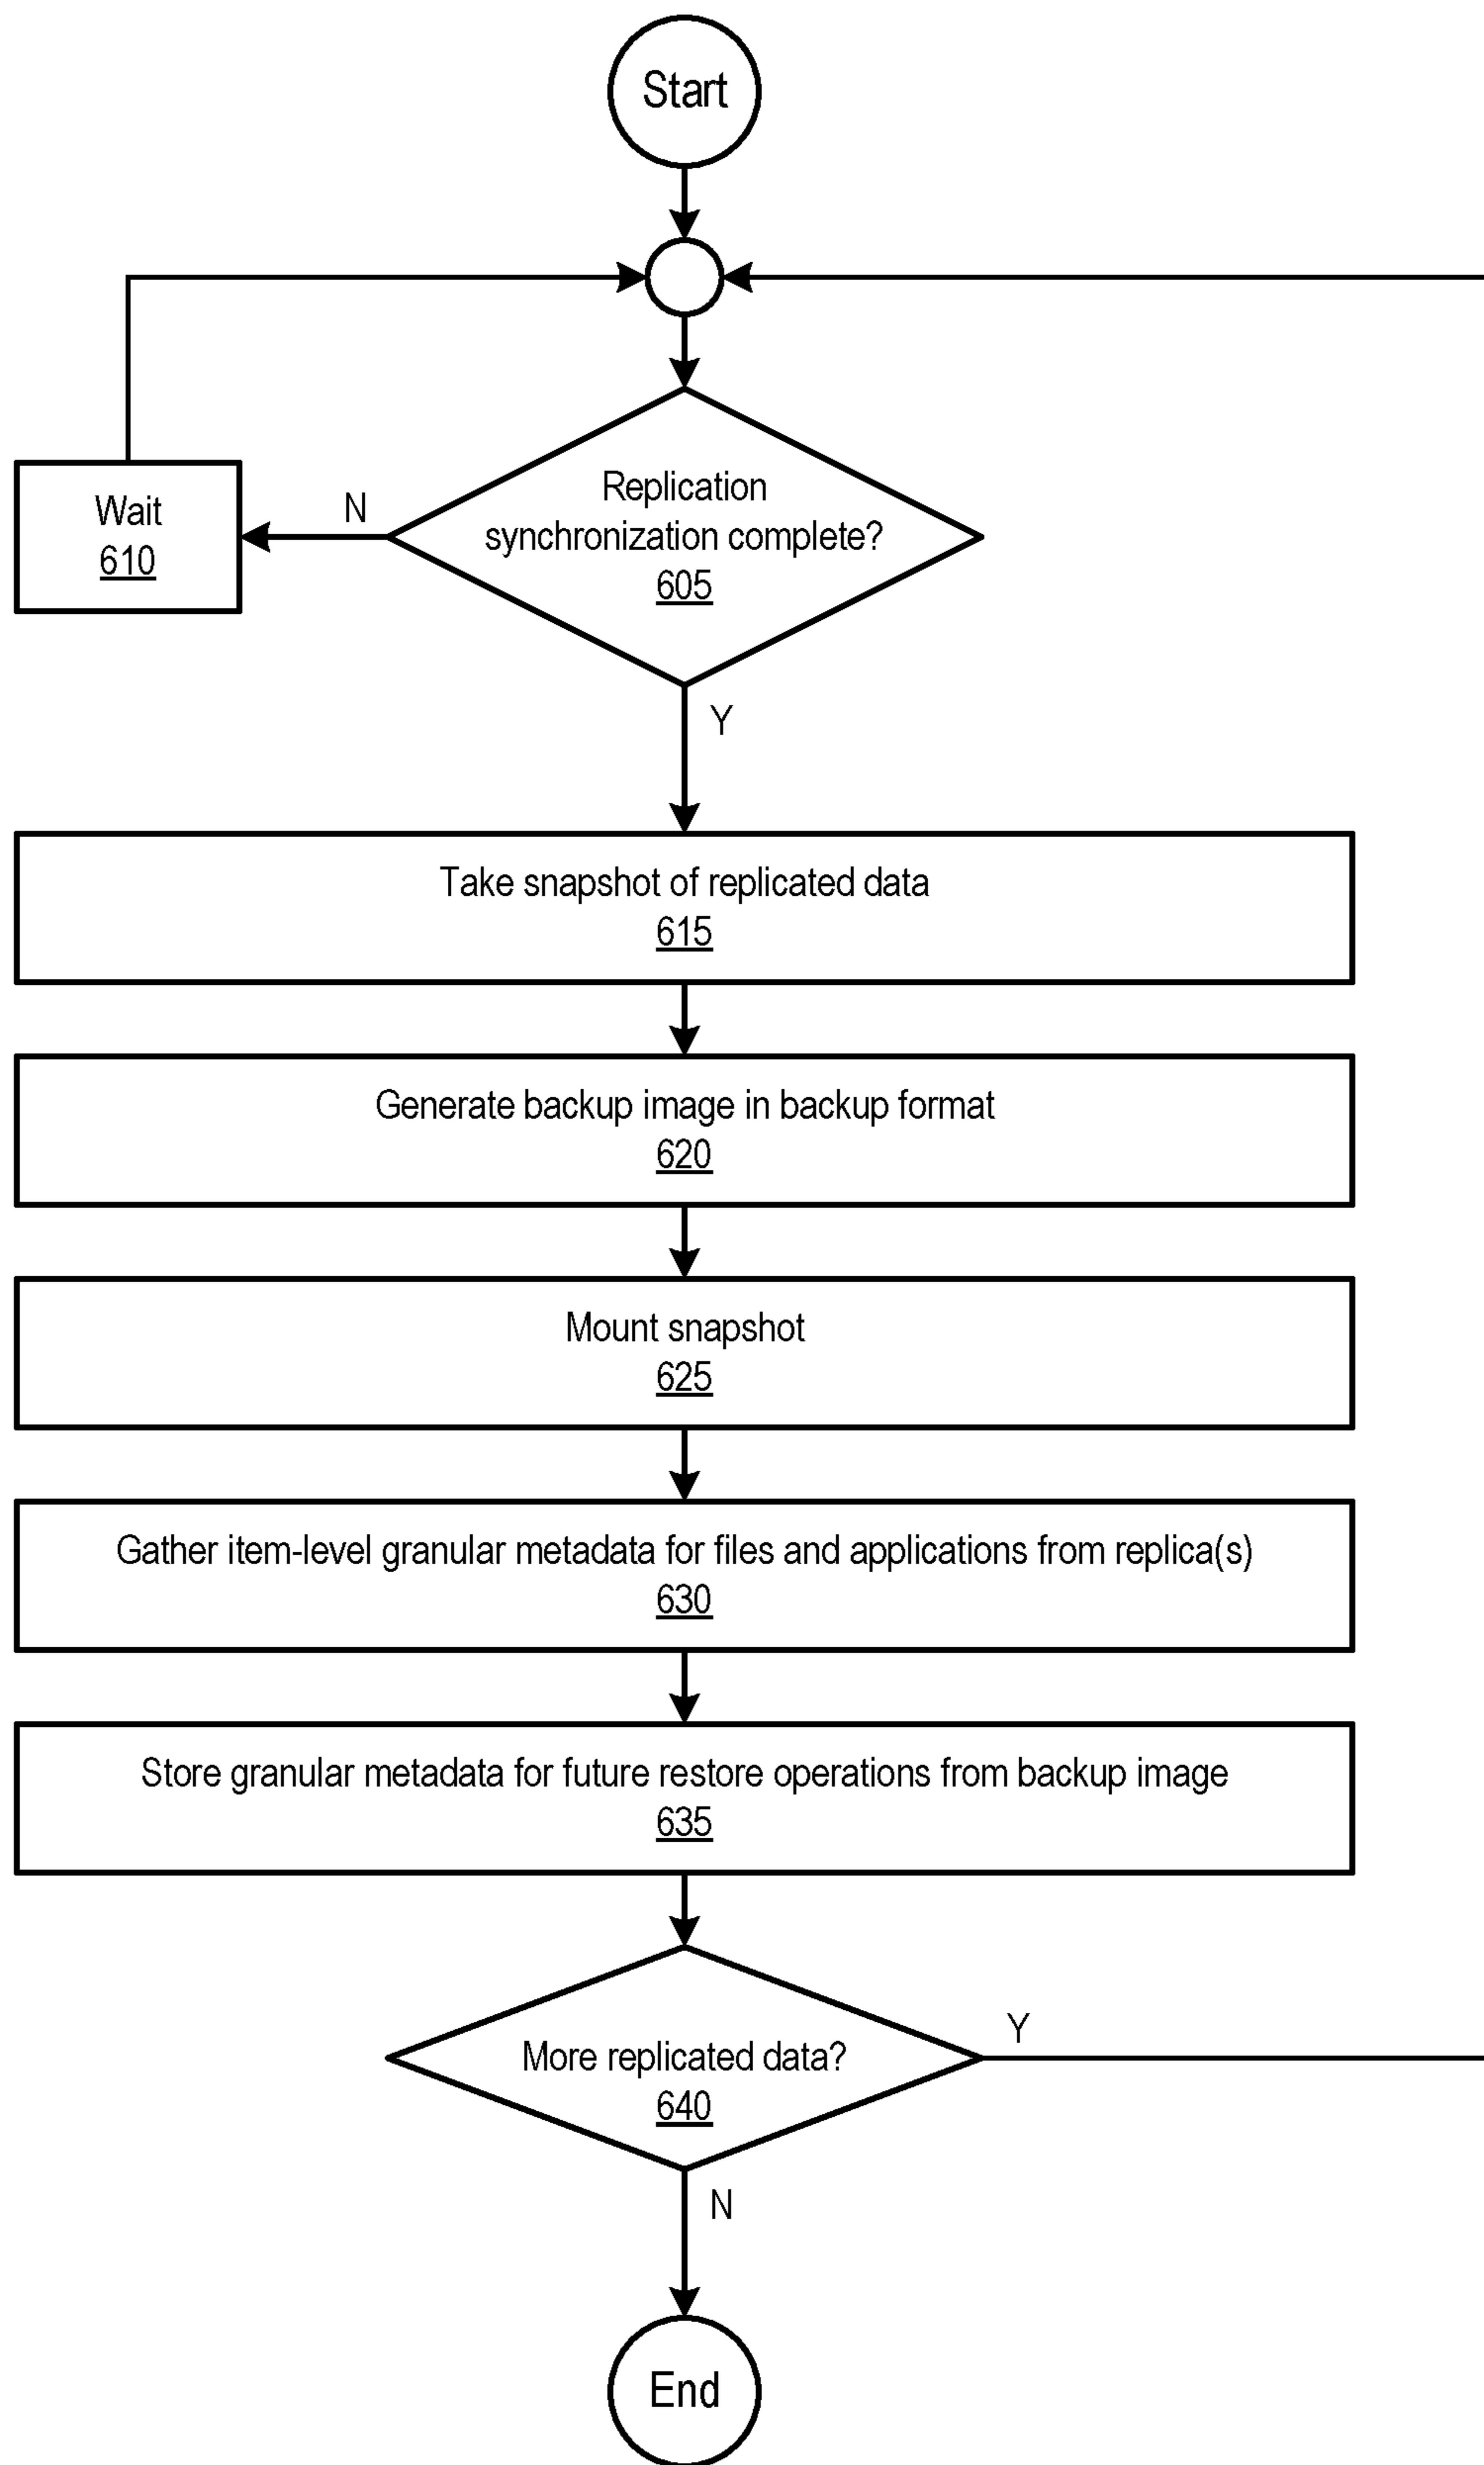 Start
Replication
synchronization complete?
605
N
Wait
610
Y
Take snapshot of replicated data
615
Generate backup image in backup format
620
Mount snapshot
625
Gather item-level granular metadata for files and applications from replica(s)
630
Store granular metadata for future restore operations from backup image
635
More replicated data?
640
Y
N
End